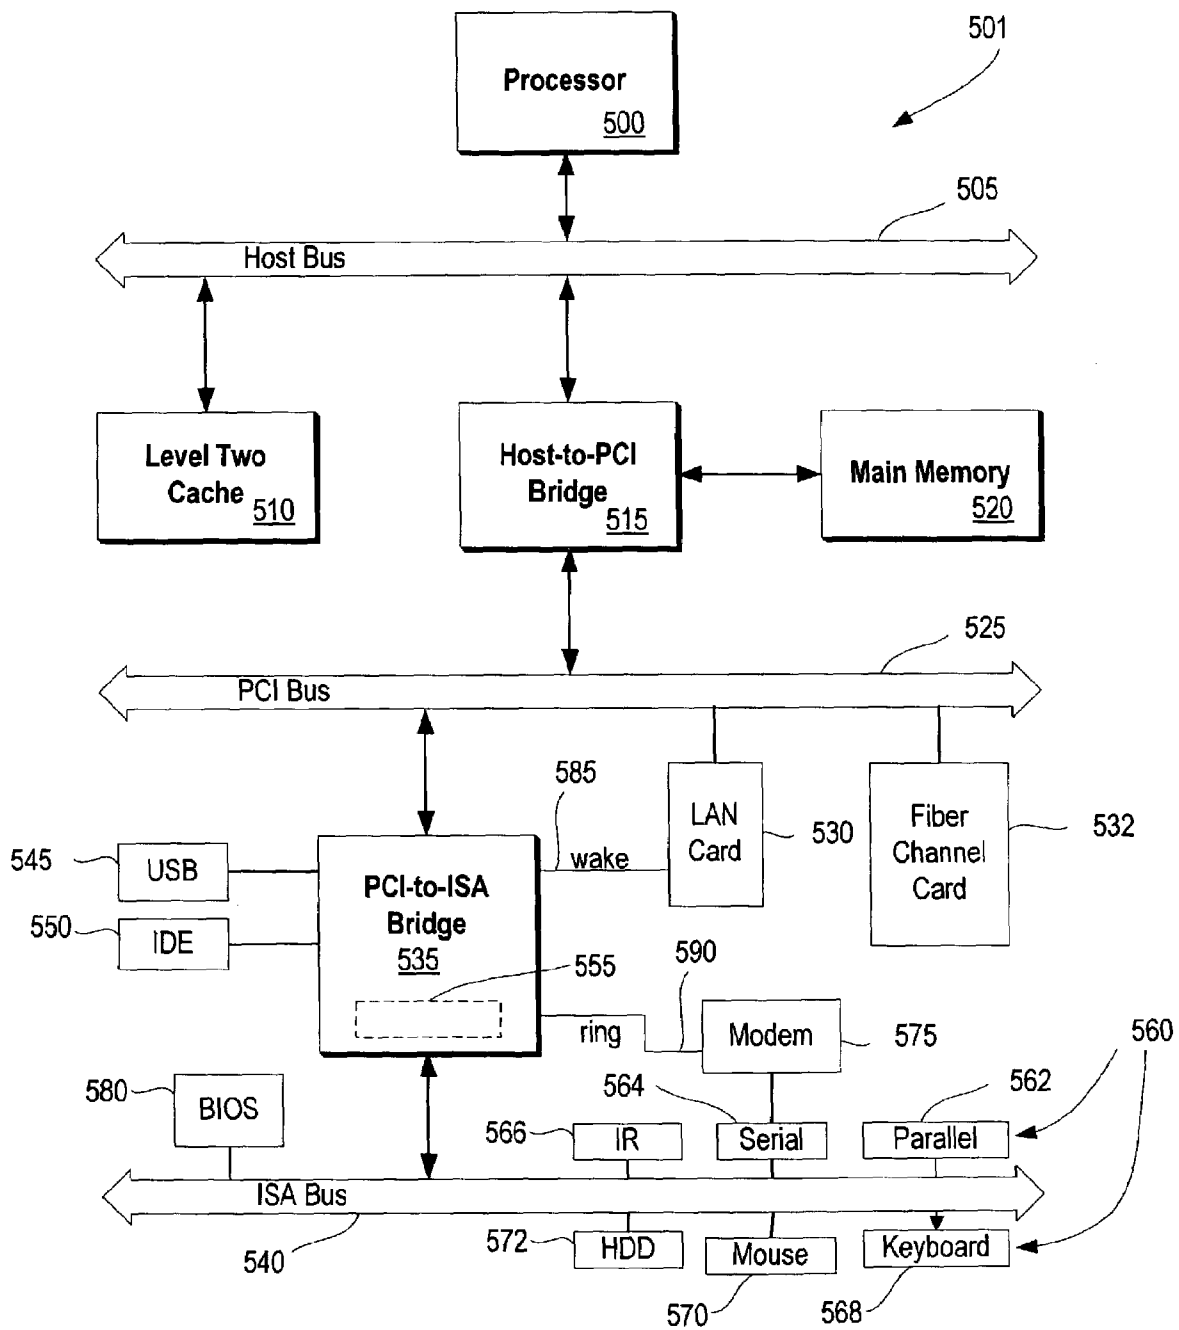 501
Processor
500
505
Host Bus
Level Two
Cache
510
Host-to-PCI
Bridge
515
Main Memory
520
525
PCI Bus
585
LAN
Card
530
Fiber
Channel
Card
532
545
USB
wake
PCI-to-ISA
Bridge
535
550
IDE
555
590
ring
Modem
575
560
580
BIOS
564
562
566
IR
Serial
Parallel
ISA Bus
540
572
HDD
Mouse
Keyboard
570
568